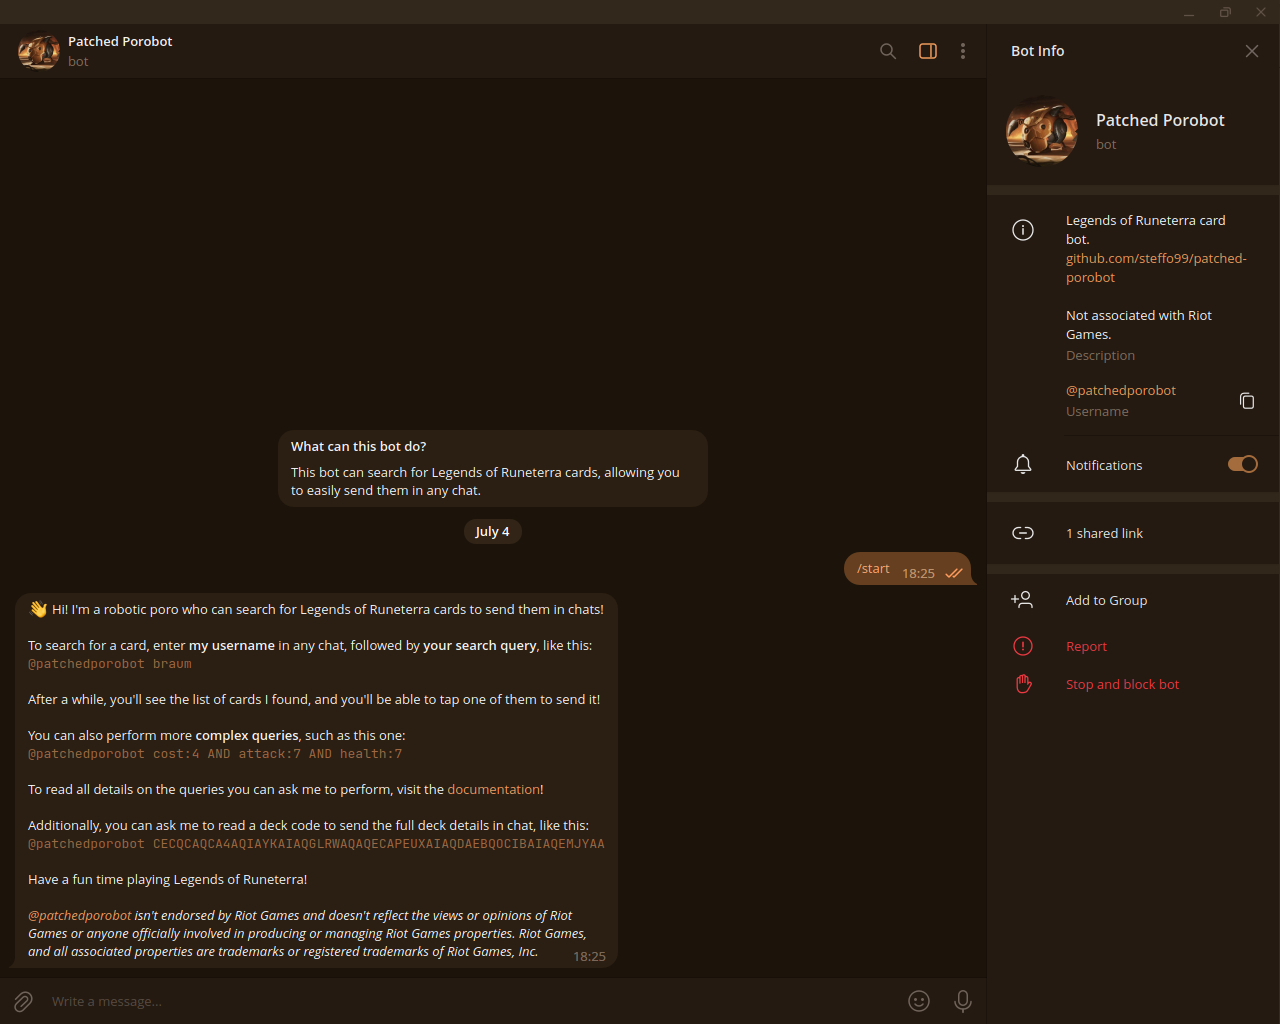 Patched Porobot
bot
Bot Info
Patched Porobot
bot
Legends of Runeterra card
bot.
github.com/steffo99/patched-
porobot
Not associated with Riot
Games.
Description
@patchedporobot
Username
Notifications
1 shared link
Add to Group
Report
Stop and block bot
What can this bot do?
This bot can search for Legends of Runeterra cards, allowing you
to easily send them in any chat.
July 4
/start 18:25
👋 Hi! I'm a robotic poro who can search for Legends of Runeterra cards to send them in chats!
To search for a card, enter my username in any chat, followed by your search query, like this:
@patchedporobot braum
After a while, you'll see the list of cards I found, and you'll be able to tap one of them to send it!
You can also perform more complex queries, such as this one:
@patchedporobot cost:4 AND attack:7 AND health:7
To read all details on the queries you can ask me to perform, visit the documentation!
Additionally, you can ask me to read a deck code to send the full deck details in chat, like this:
@patchedporobot CECQCAQCA4AQIAYKAIAQGLRWAQAQECAPEUXAIAQDAEBQOCIBAIAQEMJYAA
Have a fun time playing Legends of Runeterra!
@patchedporobot isn't endorsed by Riot Games and doesn't reflect the views or opinions of Riot
Games or anyone officially involved in producing or managing Riot Games properties. Riot Games,
and all associated properties are trademarks or registered trademarks of Riot Games, Inc.
18:25
Write a message...